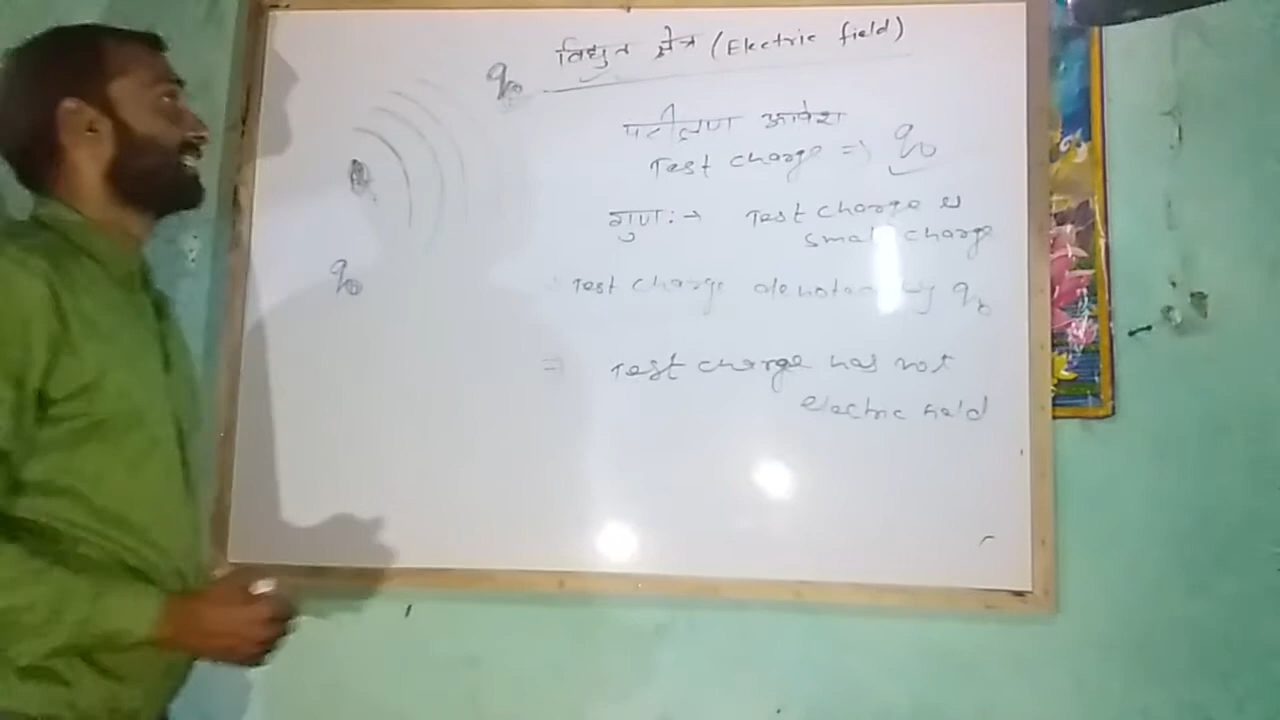 विद्युत क्षेत्र (Electric field)
q₀
परीक्षण आवेश
Test charge => q₀
गुण :→ Test charge is
small charge
Test charge denoted by q₀
=> Test charge has not
electric field
q₀